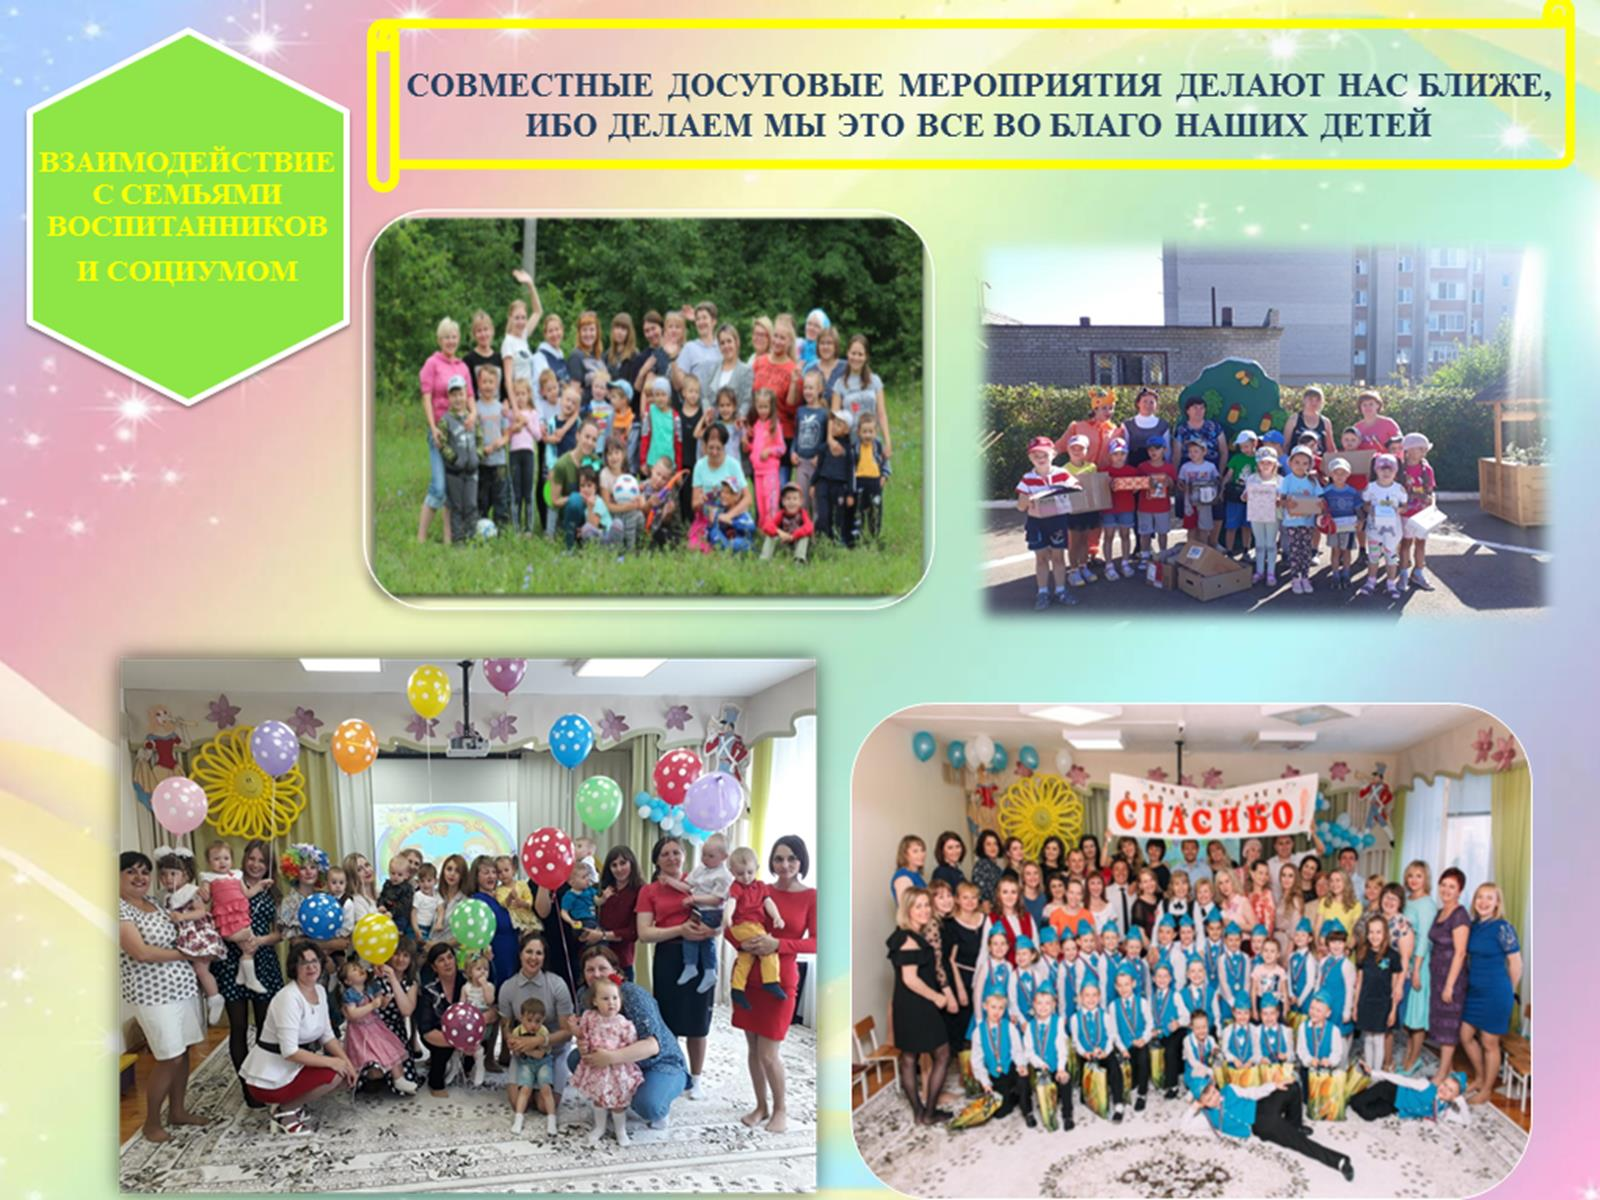 ВЗАИМОДЕЙСТВИЕ
С СЕМЬЯМИ
ВОСПИТАННИКОВ
И СОЦИУМОМ
СОВМЕСТНЫЕ ДОСУГОВЫЕ МЕРОПРИЯТИЯ ДЕЛАЮТ НАС БЛИЖЕ,
ИБО ДЕЛАЕМ МЫ ЭТО ВСЕ ВО БЛАГО НАШИХ ДЕТЕЙ
СПАСИБО!